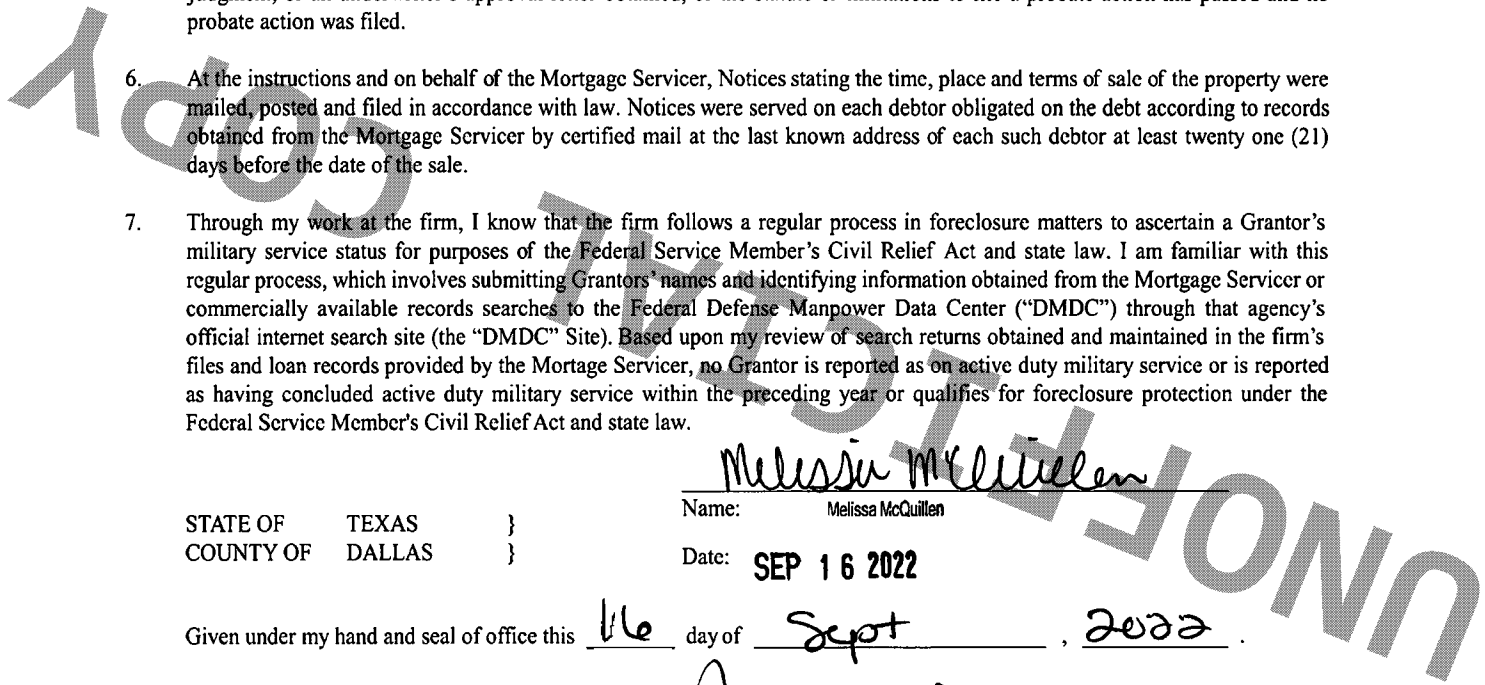 probate action was filed.
6. At the instructions and on behalf of the Mortgage Servicer, Notices stating the time, place and terms of sale of the property were
mailed, posted and filed in accordance with law. Notices were served on each debtor obligated on the debt according to records
obtained from the Mortgage Servicer by certified mail at the last known address of each such debtor at least twenty one (21)
days before the date of the sale.
7. Through my work at the firm, I know that the firm follows a regular process in foreclosure matters to ascertain a Grantor's
military service status for purposes of the Federal Service Member's Civil Relief Act and state law. I am familiar with this
regular process, which involves submitting Grantors' names and identifying information obtained from the Mortgage Servicer or
commercially available records searches to the Federal Defense Manpower Data Center ("DMDC") through that agency's
official internet search site (the "DMDC" Site). Based upon my review of search returns obtained and maintained in the firm's
files and loan records provided by the Mortage Servicer, no Grantor is reported as on active duty military service or is reported
as having concluded active duty military service within the preceding year or qualifies for foreclosure protection under the
Federal Service Member's Civil Relief Act and state law.
Melissa McQuillen
Name: Melissa McQuillen
STATE OF TEXAS }
COUNTY OF DALLAS }
Date: SEP 16 2022
Given under my hand and seal of office this 16 day of Sept , 2022 .
UNOFFICIAL COPY